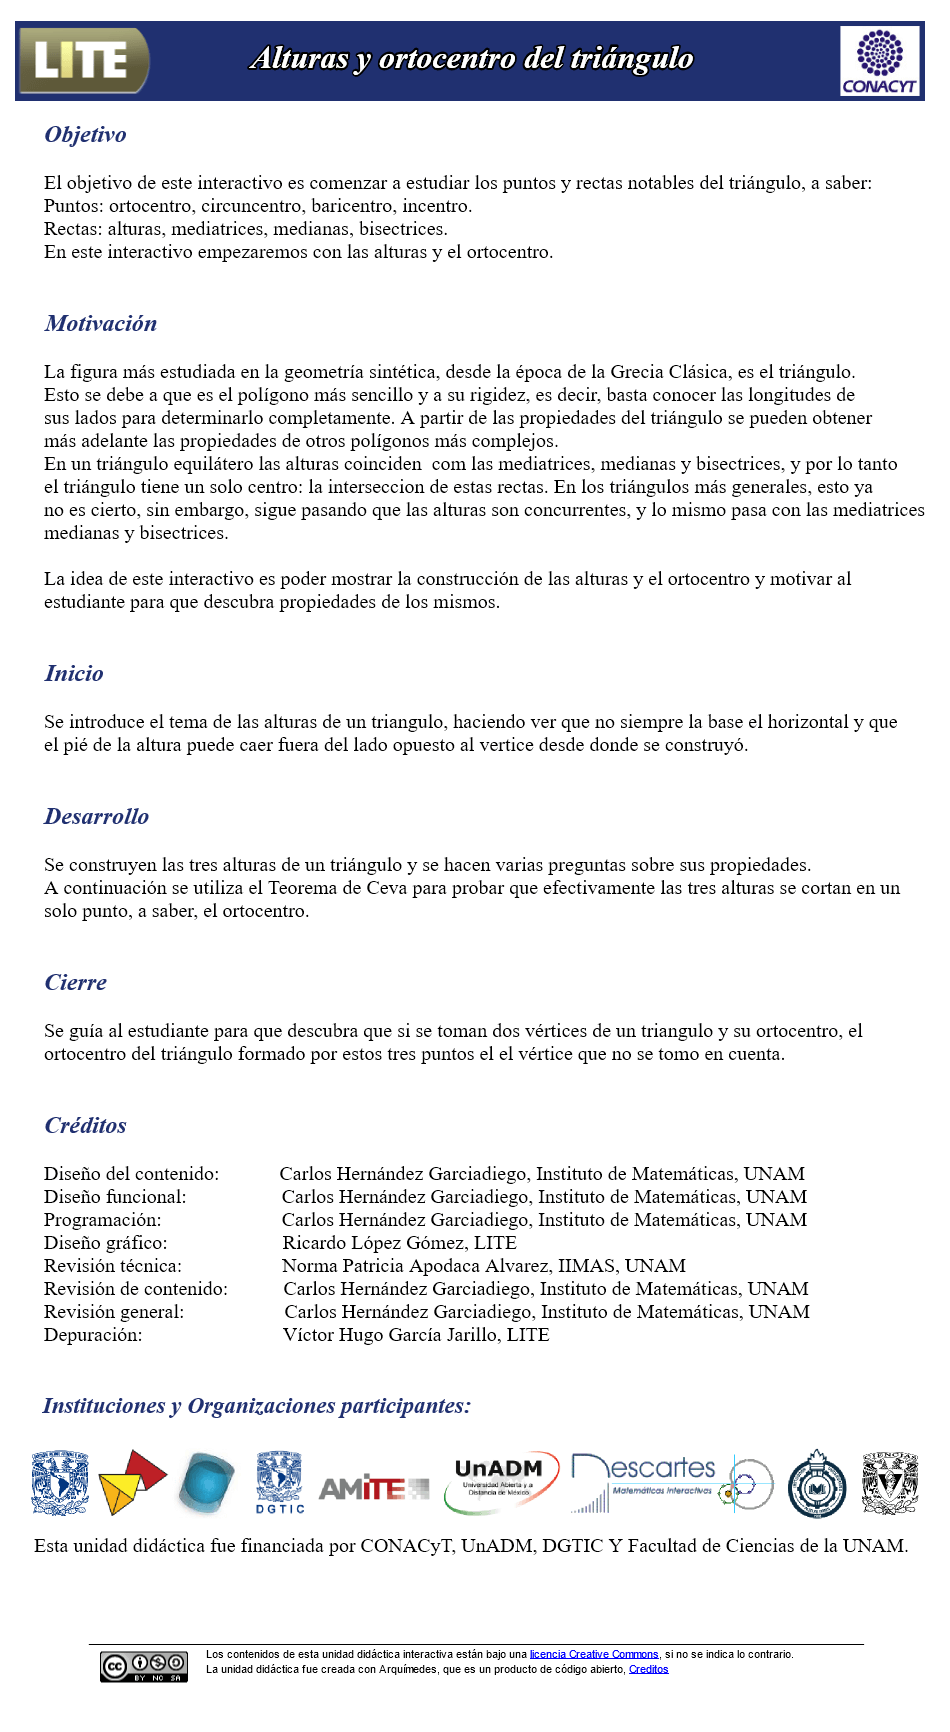 LITE
Alturas y ortocentro del triángulo
CONACYT
Objetivo
El objetivo de este interactivo es comenzar a estudiar los puntos y rectas notables del triángulo, a saber:
Puntos: ortocentro, circuncentro, baricentro, incentro.
Rectas: alturas, mediatrices, medianas, bisectrices.
En este interactivo empezaremos con las alturas y el ortocentro.
Motivación
La figura más estudiada en la geometría sintética, desde la época de la Grecia Clásica, es el triángulo.
Esto se debe a que es el polígono más sencillo y a su rigidez, es decir, basta conocer las longitudes de
sus lados para determinarlo completamente. A partir de las propiedades del triángulo se pueden obtener
más adelante las propiedades de otros polígonos más complejos.
En un triángulo equilátero las alturas coinciden  com las mediatrices, medianas y bisectrices, y por lo tanto
el triángulo tiene un solo centro: la interseccion de estas rectas. En los triángulos más generales, esto ya
no es cierto, sin embargo, sigue pasando que las alturas son concurrentes, y lo mismo pasa con las mediatrices
medianas y bisectrices.
La idea de este interactivo es poder mostrar la construcción de las alturas y el ortocentro y motivar al
estudiante para que descubra propiedades de los mismos.
Inicio
Se introduce el tema de las alturas de un triangulo, haciendo ver que no siempre la base el horizontal y que
el pié de la altura puede caer fuera del lado opuesto al vertice desde donde se construyó.
Desarrollo
Se construyen las tres alturas de un triángulo y se hacen varias preguntas sobre sus propiedades.
A continuación se utiliza el Teorema de Ceva para probar que efectivamente las tres alturas se cortan en un
solo punto, a saber, el ortocentro.
Cierre
Se guía al estudiante para que descubra que si se toman dos vértices de un triangulo y su ortocentro, el
ortocentro del triángulo formado por estos tres puntos el el vértice que no se tomo en cuenta.
Créditos
Diseño del contenido: Carlos Hernández Garciadiego, Instituto de Matemáticas, UNAM
Diseño funcional: Carlos Hernández Garciadiego, Instituto de Matemáticas, UNAM
Programación: Carlos Hernández Garciadiego, Instituto de Matemáticas, UNAM
Diseño gráfico: Ricardo López Gómez, LITE
Revisión técnica: Norma Patricia Apodaca Alvarez, IIMAS, UNAM
Revisión de contenido: Carlos Hernández Garciadiego, Instituto de Matemáticas, UNAM
Revisión general: Carlos Hernández Garciadiego, Instituto de Matemáticas, UNAM
Depuración: Víctor Hugo García Jarillo, LITE
Instituciones y Organizaciones participantes:
DGTIC
AMITE
UnADM
Universidad Abierta y a
Distancia de México
Descartes
Matemáticas Interactivas
CIENCIAS
Esta unidad didáctica fue financiada por CONACyT, UnADM, DGTIC Y Facultad de Ciencias de la UNAM.
cc BY NC SA
Los contenidos de esta unidad didáctica interactiva están bajo una licencia Creative Commons, si no se indica lo contrario.
La unidad didáctica fue creada con Arquímedes, que es un producto de código abierto, Creditos